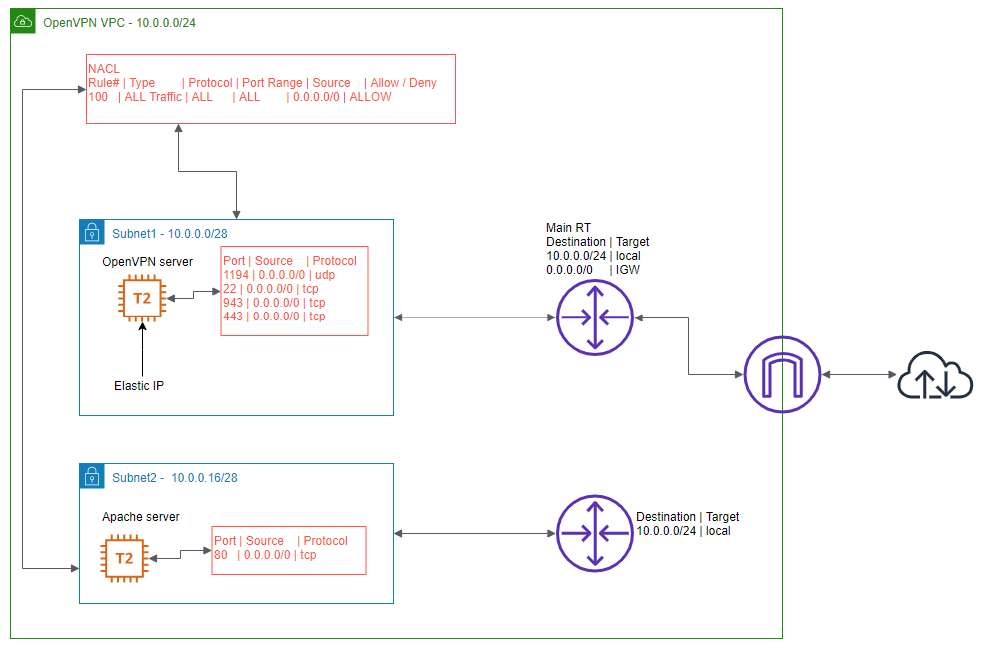 OpenVPN VPC - 10.0.0.0/24
NACL
Rule# | Type | Protocol | Port Range | Source | Allow / Deny
100 | ALL Traffic | ALL | ALL | 0.0.0.0/0 | ALLOW
Subnet1 - 10.0.0.0/28
OpenVPN server
T2
Elastic IP
Port | Source | Protocol
1194 | 0.0.0.0/0 | udp
22 | 0.0.0.0/0 | tcp
943 | 0.0.0.0/0 | tcp
443 | 0.0.0.0/0 | tcp
Main RT
Destination | Target
10.0.0.0/24 | local
0.0.0.0/0 | IGW
Subnet2 - 10.0.0.16/28
Apache server
T2
Port | Source | Protocol
80 | 0.0.0.0/0 | tcp
Destination | Target
10.0.0.0/24 | local